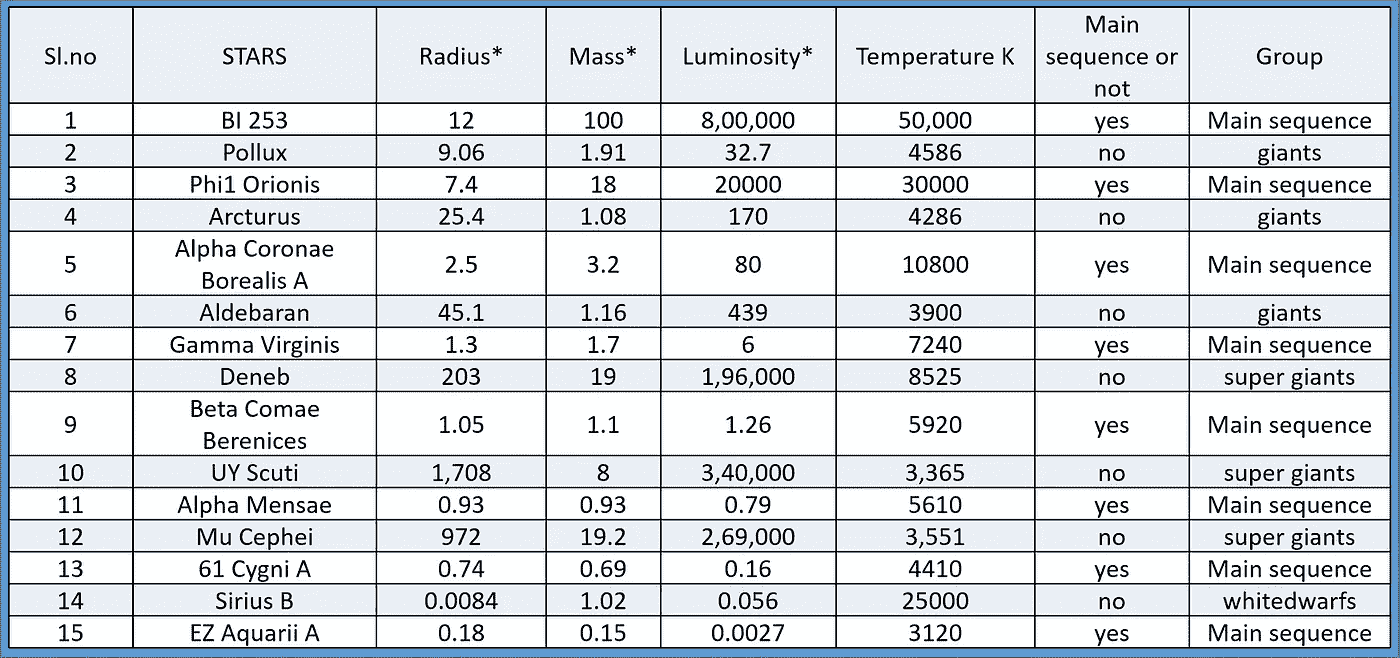 Sl.no STARS Radius* Mass* Luminosity* Temperature K Main sequence or not Group
1 BI 253 12 100 8,00,000 50,000 yes Main sequence
2 Pollux 9.06 1.91 32.7 4586 no giants
3 Phi1 Orionis 7.4 18 20000 30000 yes Main sequence
4 Arcturus 25.4 1.08 170 4286 no giants
5 Alpha Coronae Borealis A 2.5 3.2 80 10800 yes Main sequence
6 Aldebaran 45.1 1.16 439 3900 no giants
7 Gamma Virginis 1.3 1.7 6 7240 yes Main sequence
8 Deneb 203 19 1,96,000 8525 no super giants
9 Beta Comae Berenices 1.05 1.1 1.26 5920 yes Main sequence
10 UY Scuti 1,708 8 3,40,000 3,365 no super giants
11 Alpha Mensae 0.93 0.93 0.79 5610 yes Main sequence
12 Mu Cephei 972 19.2 2,69,000 3,551 no super giants
13 61 Cygni A 0.74 0.69 0.16 4410 yes Main sequence
14 Sirius B 0.0084 1.02 0.056 25000 no whitedwarfs
15 EZ Aquarii A 0.18 0.15 0.0027 3120 yes Main sequence